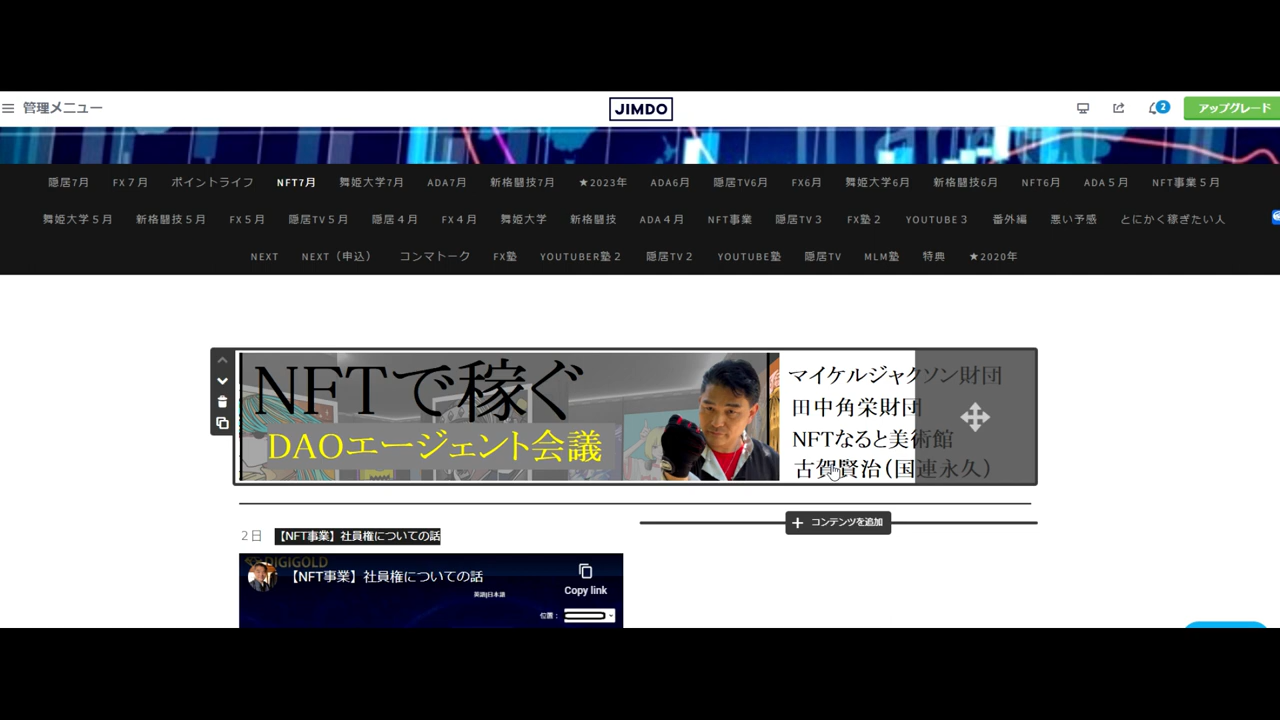 管理メニュー
JIMDO
2
アップグレード
隠居7月 FX７月 ポイントライフ NFT7月 舞姫大学7月 ADA7月 新格闘技7月 ★2023年 ADA6月 隠居TV6月 FX6月 舞姫大学6月 新格闘技6月 NFT6月 ADA５月 NFT事業５月
舞姫大学５月 新格闘技５月 FX５月 隠居TV５月 隠居４月 FX４月 舞姫大学 新格闘技 ADA４月 NFT事業 隠居TV３ FX塾２ YOUTUBE３ 番外編 悪い予感 とにかく稼ぎたい人
NEXT NEXT（申込） コンマトーク FX塾 YOUTUBER塾２ 隠居TV２ YOUTUBE塾 隠居TV MLM塾 特典 ★2020年
NFTで稼ぐ
DAOエージェント会議
マイケルジャクソン財団
田中角栄財団
NFTなると美術館
古賀賢治（国連永久）
コンテンツを追加
２日 【NFT事業】社員権についての話
DIGIGOLD
【NFT事業】社員権についての話
Copy link
英語|日本語
位置：